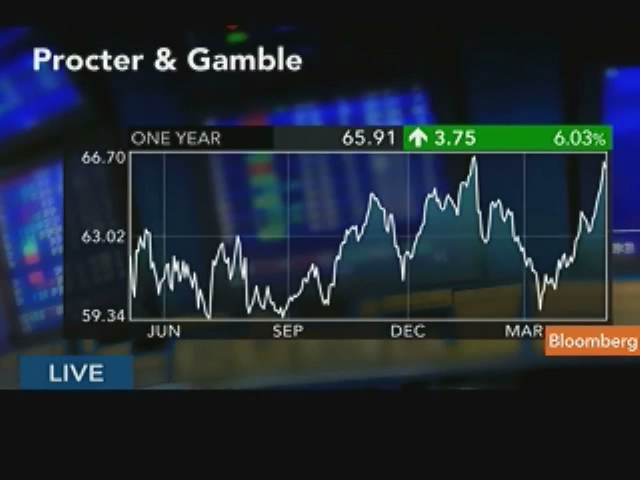 Procter & Gamble
ONE YEAR 65.91 3.75 6.03%
66.70
63.02
59.34
JUN SEP DEC MAR
Bloomberg
LIVE